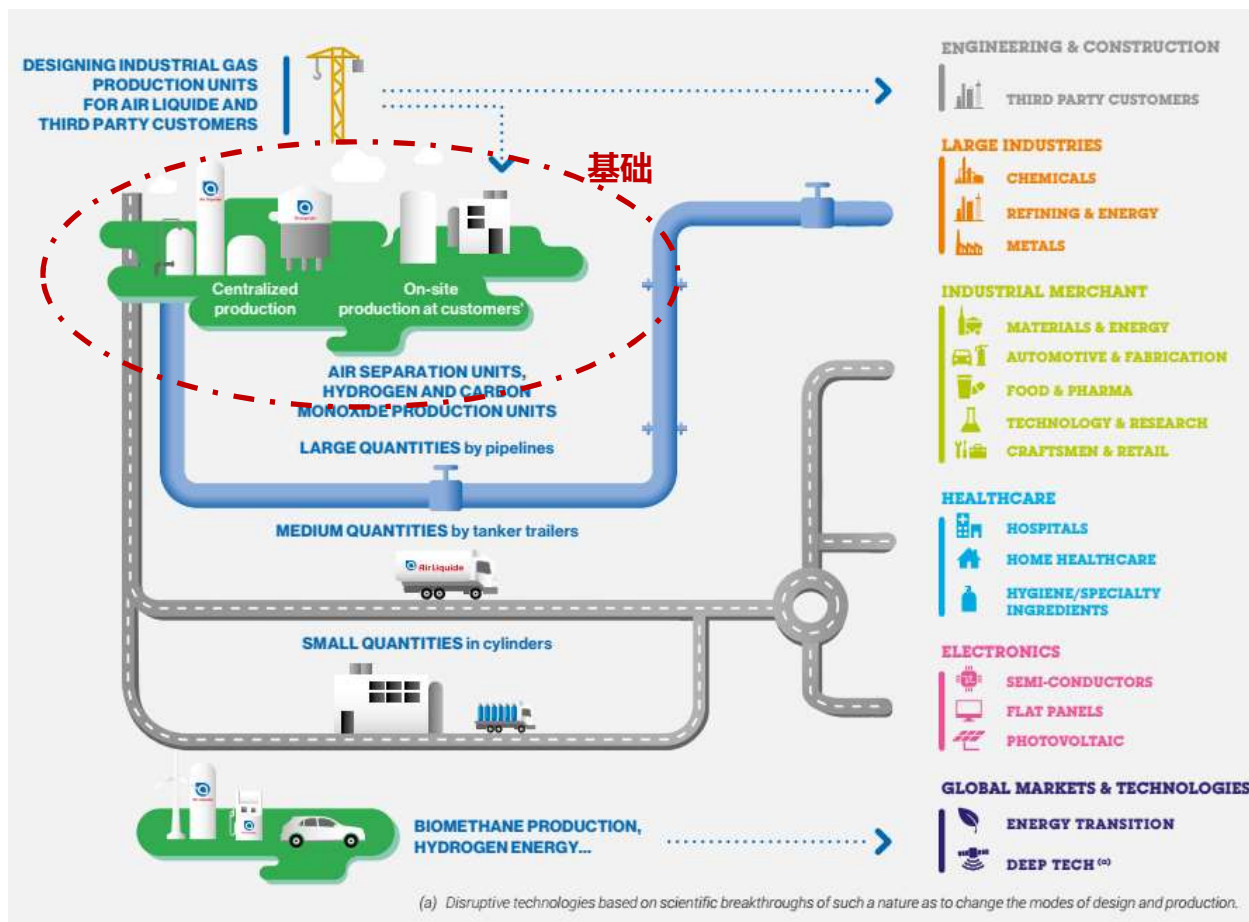 DESIGNING INDUSTRIAL GAS
PRODUCTION UNITS
FOR AIR LIQUIDE AND
THIRD PARTY CUSTOMERS
基础
Air Liquide
Air Liquide
Centralized
production
On-site
production at customers'
AIR SEPARATION UNITS,
HYDROGEN AND CARBON
MONOXIDE PRODUCTION UNITS
LARGE QUANTITIES by pipelines
MEDIUM QUANTITIES by tanker trailers
Air Liquide
SMALL QUANTITIES in cylinders
BIOMETHANE PRODUCTION,
HYDROGEN ENERGY...
ENGINEERING & CONSTRUCTION
THIRD PARTY CUSTOMERS
LARGE INDUSTRIES
CHEMICALS
REFINING & ENERGY
METALS
INDUSTRIAL MERCHANT
MATERIALS & ENERGY
AUTOMOTIVE & FABRICATION
FOOD & PHARMA
TECHNOLOGY & RESEARCH
CRAFTSMEN & RETAIL
HEALTHCARE
HOSPITALS
HOME HEALTHCARE
HYGIENE/SPECIALTY
INGREDIENTS
ELECTRONICS
SEMI-CONDUCTORS
FLAT PANELS
PHOTOVOLTAIC
GLOBAL MARKETS & TECHNOLOGIES
ENERGY TRANSITION
DEEP TECH (a)
(a) Disruptive technologies based on scientific breakthroughs of such a nature as to change the modes of design and production.